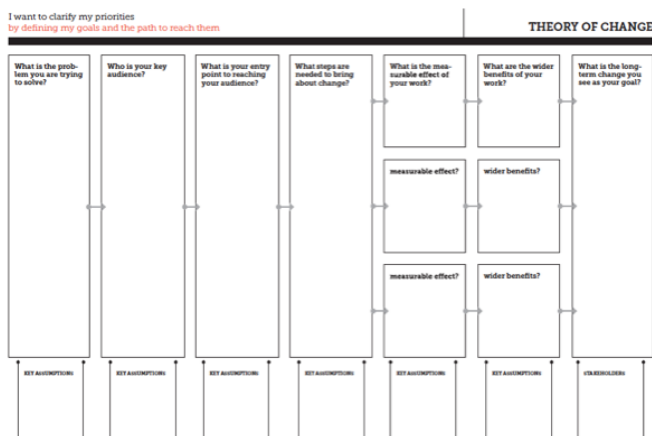 I want to clarify my priorities
by defining my goals and the path to reach them
THEORY OF CHANGE
What is the prob-
lem you are trying
to solve?
Who is your key
audience?
What is your entry
point to reaching
your audience?
What steps are
needed to bring
about change?
What is the mea-
surable effect of
your work?
What are the wider
benefits of your
work?
What is the long-
term change you
see as your goal?
measurable effect?
wider benefits?
measurable effect?
wider benefits?
KEY ASSUMPTIONS
KEY ASSUMPTIONS
KEY ASSUMPTIONS
KEY ASSUMPTIONS
KEY ASSUMPTIONS
KEY ASSUMPTIONS
STAKEHOLDERS